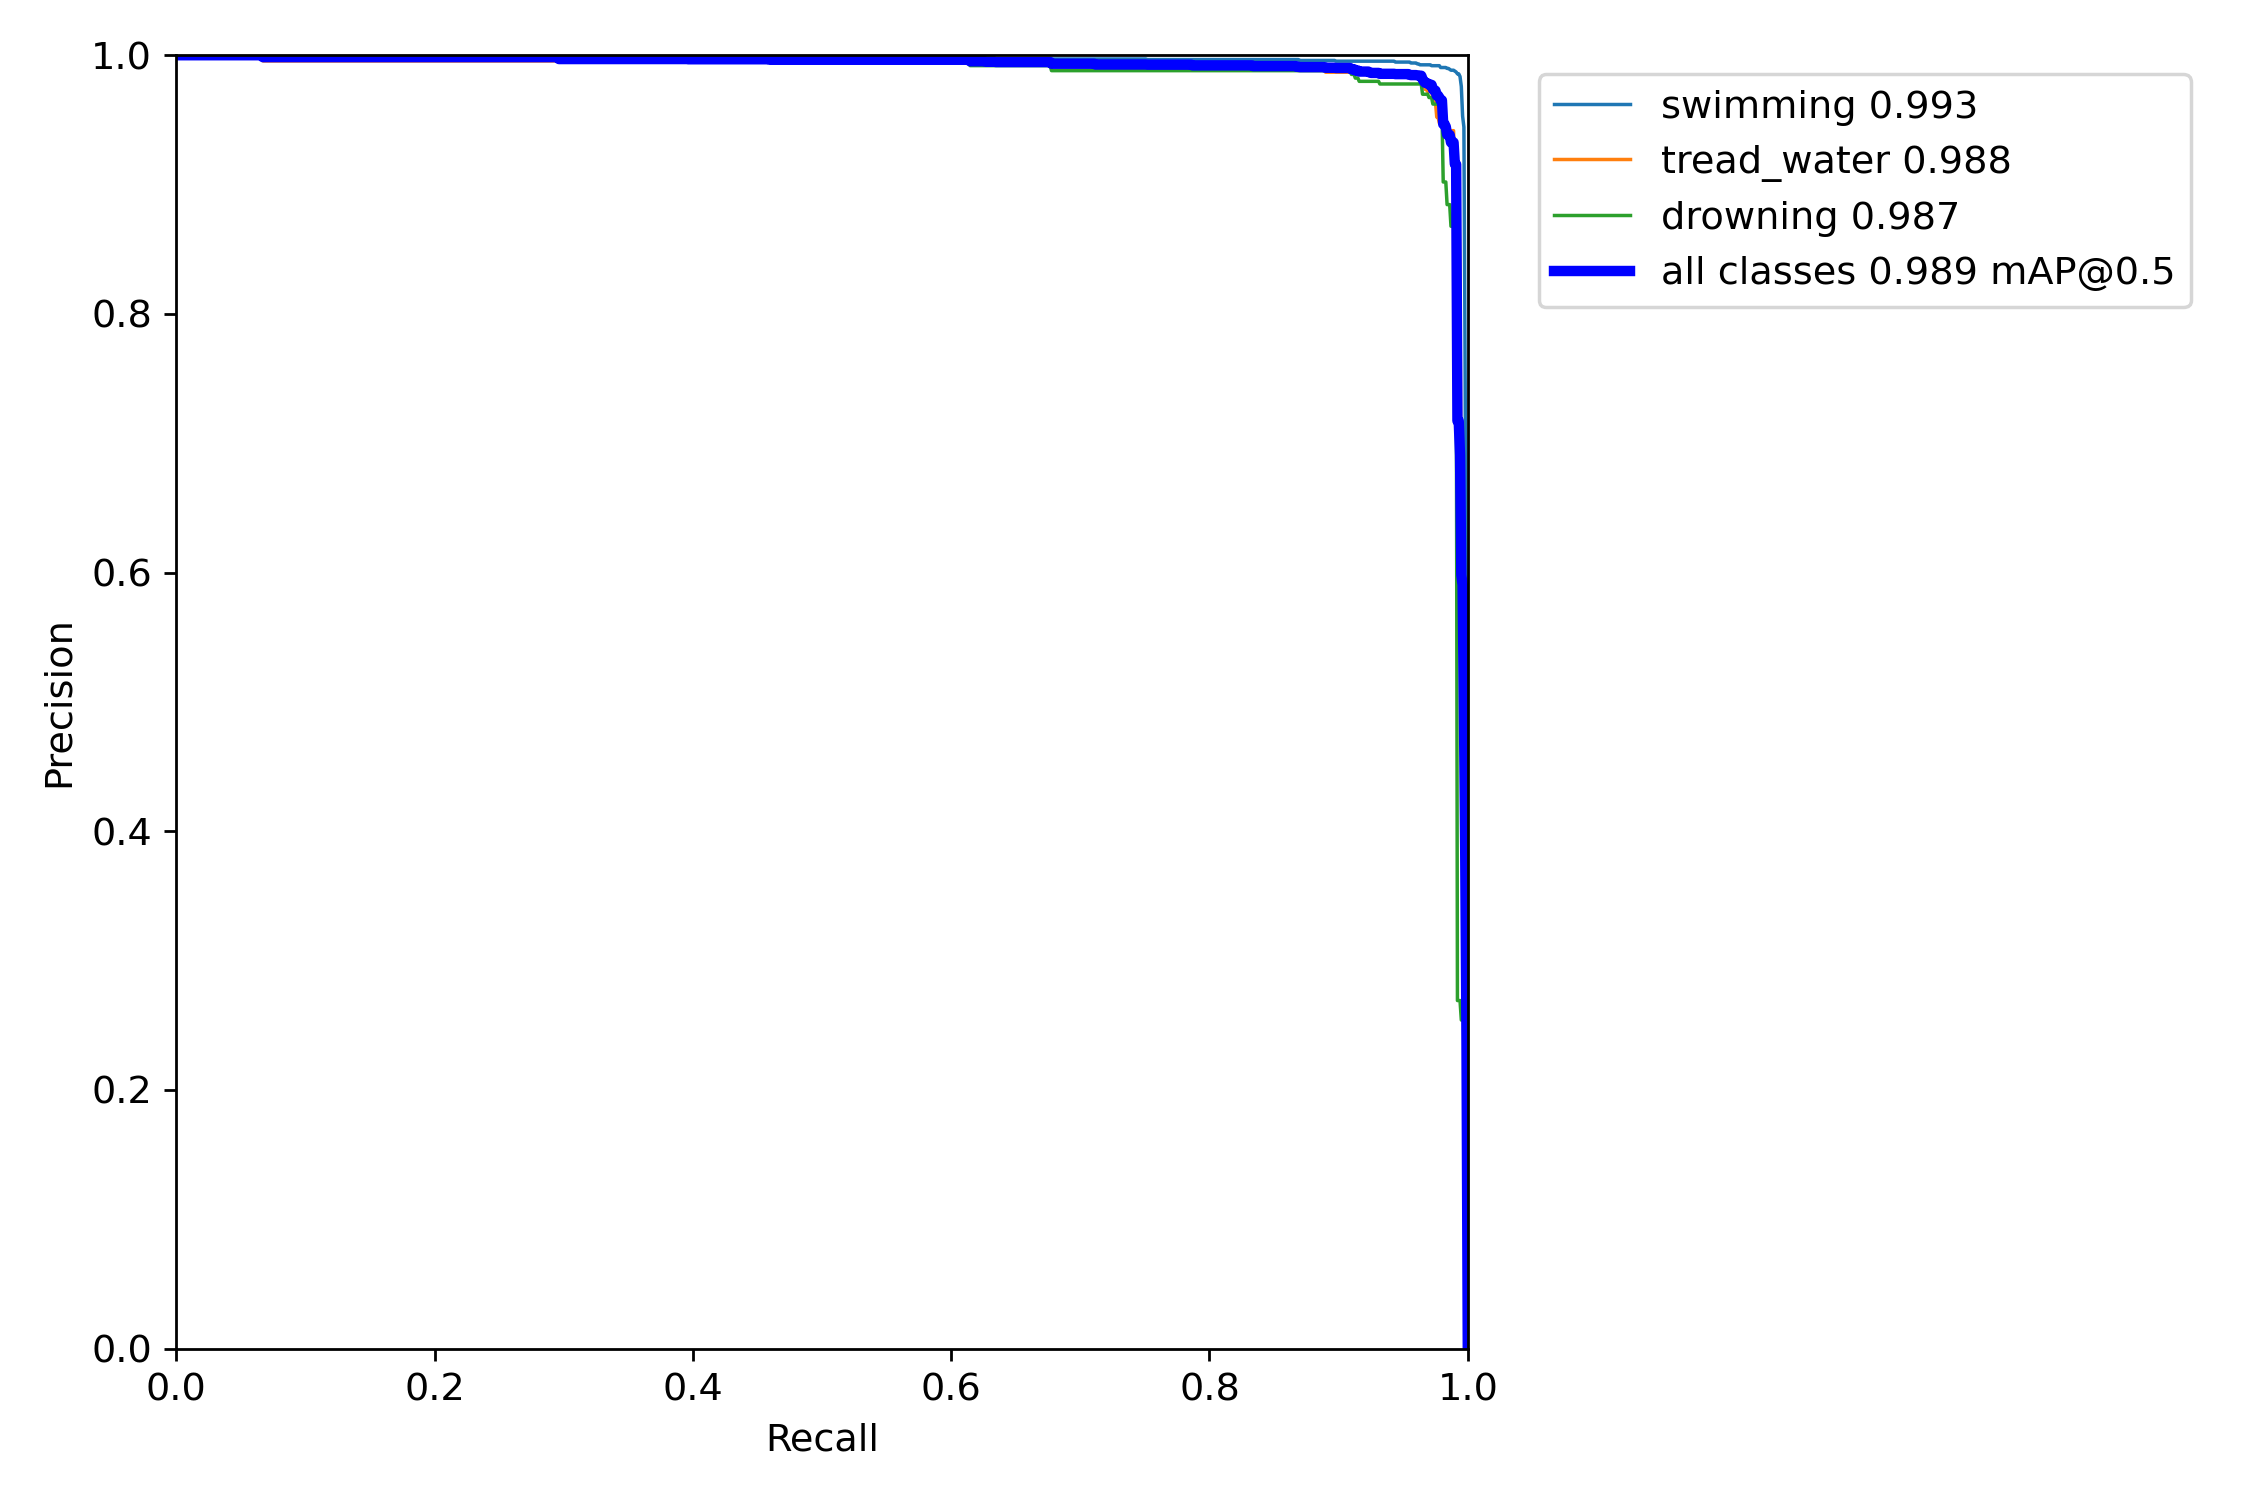 1.0
0.8
0.6
0.4
0.2
0.0
Precision
0.0 0.2 0.4 0.6 0.8 1.0
Recall
swimming 0.993
tread_water 0.988
drowning 0.987
all classes 0.989 mAP@0.5